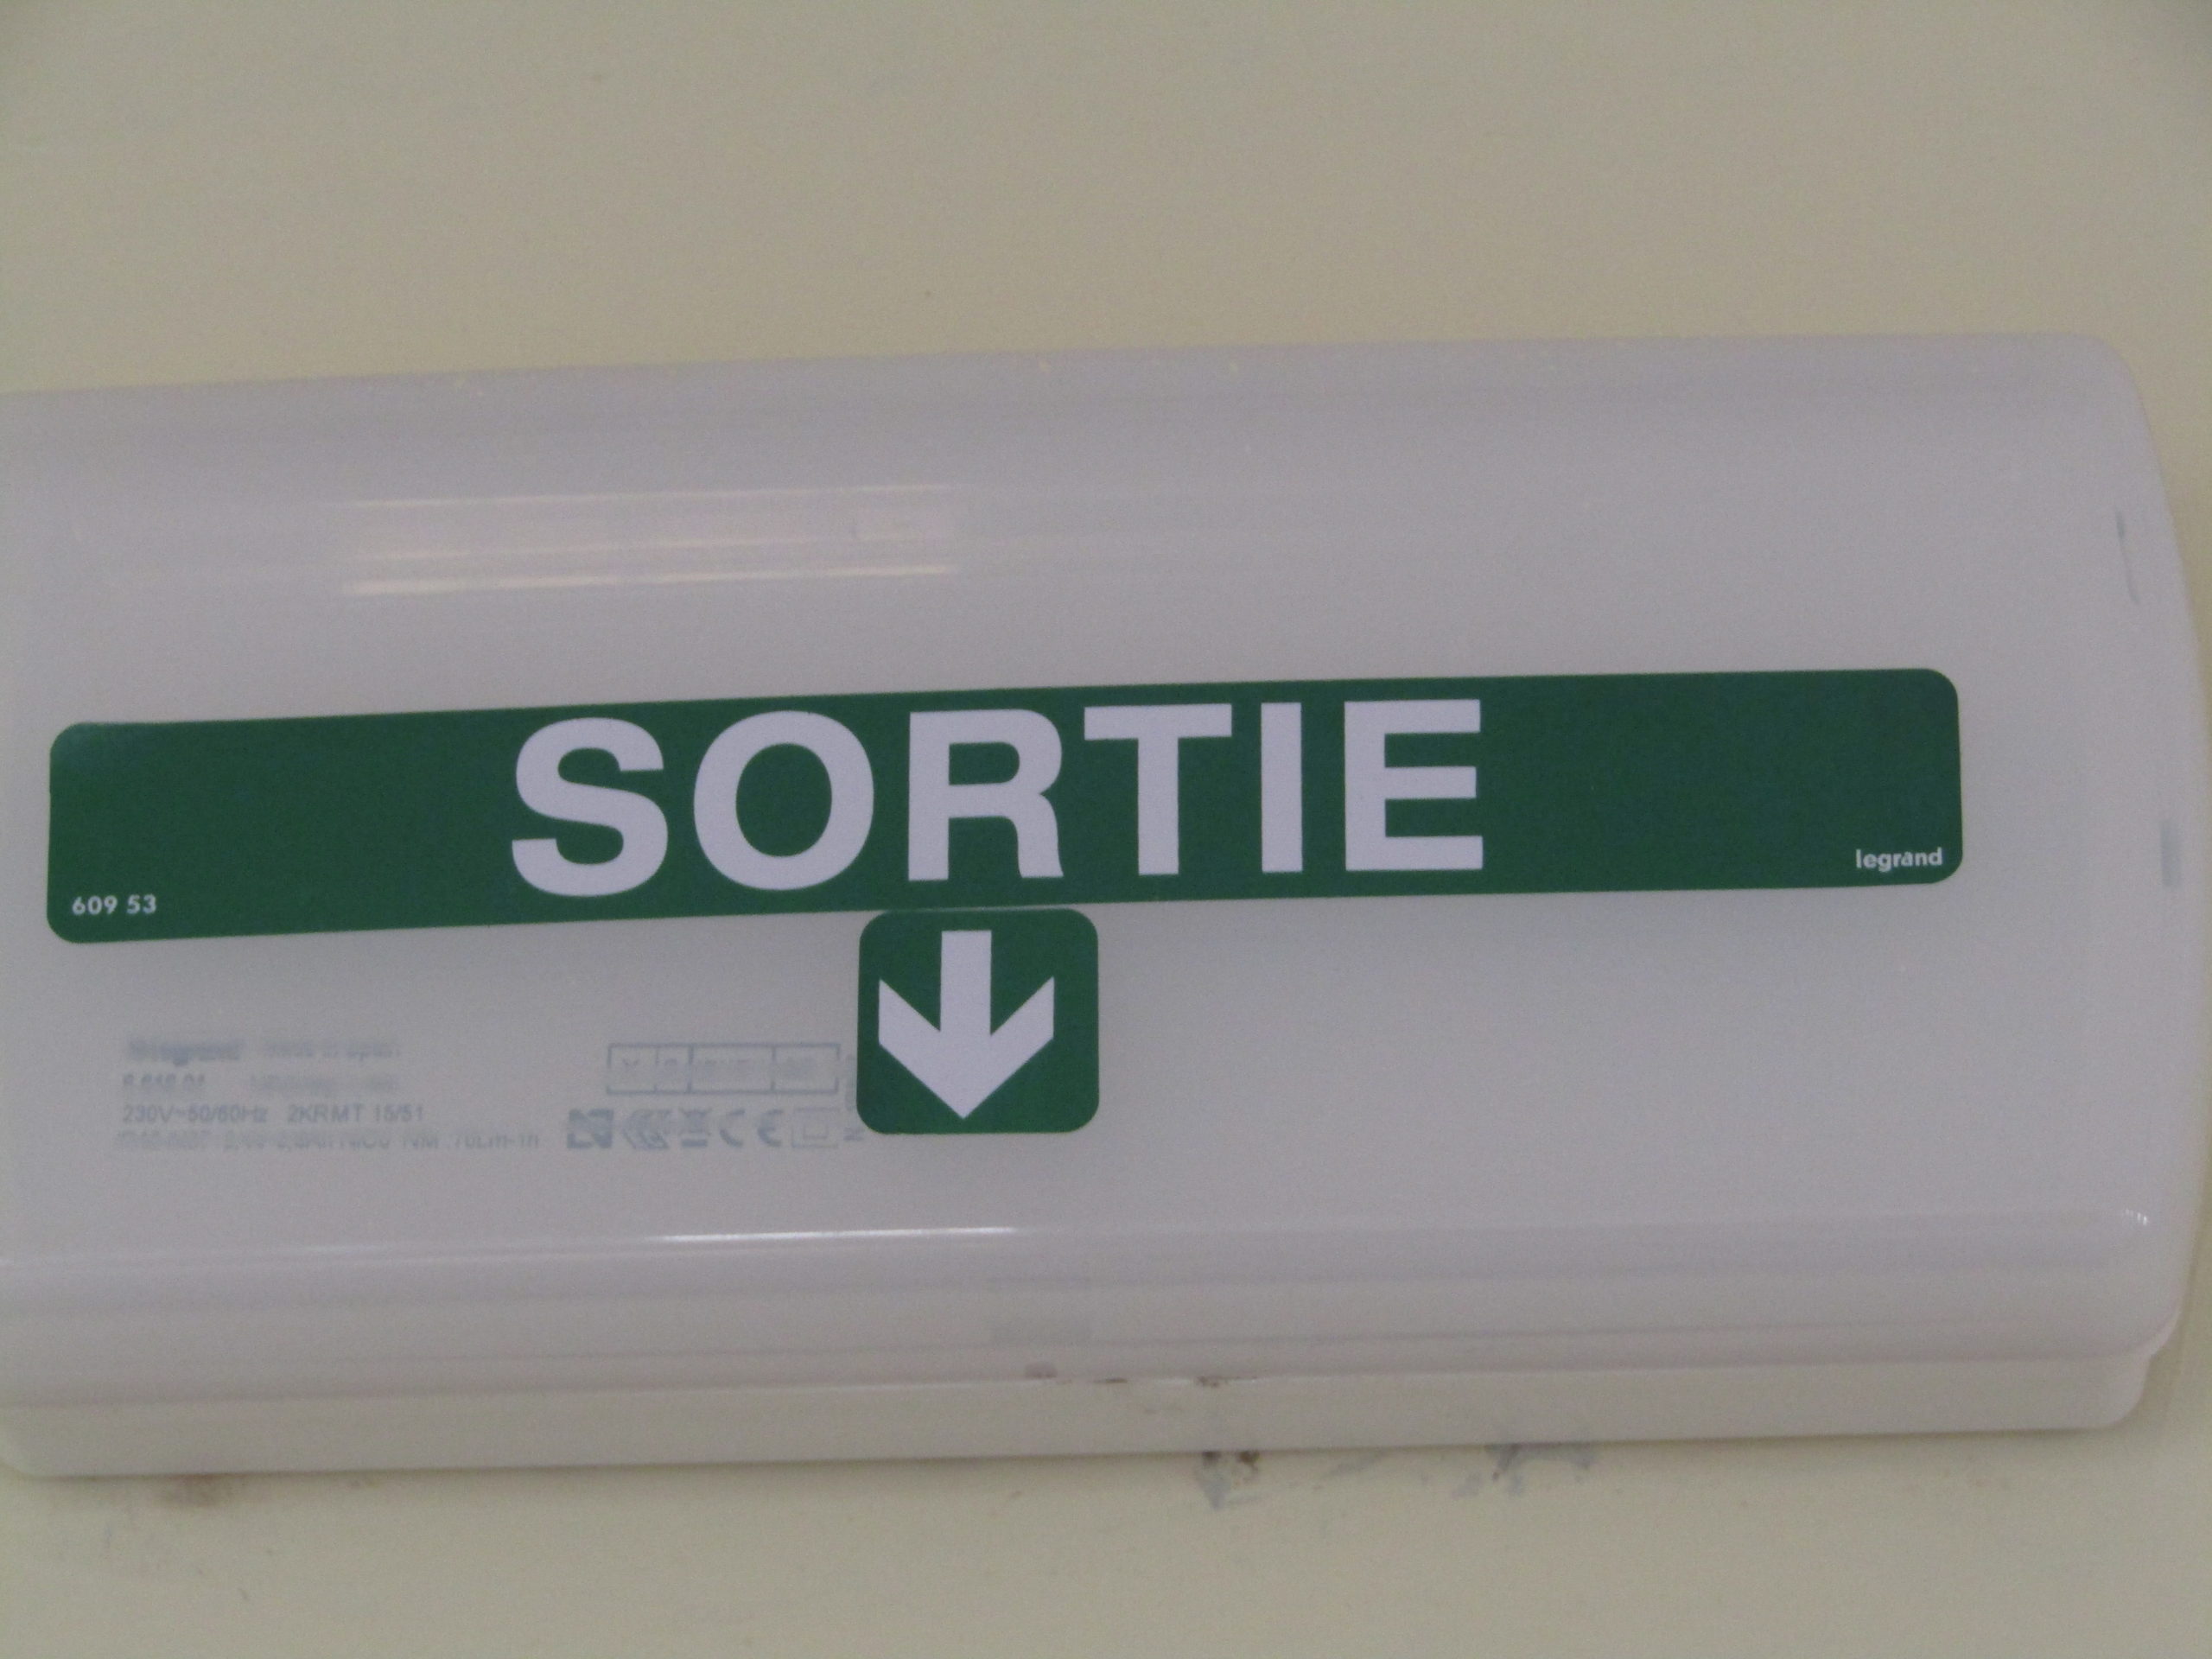 SORTIE
609 53
legrand
230V~50/60Hz 2KRMT 15/51